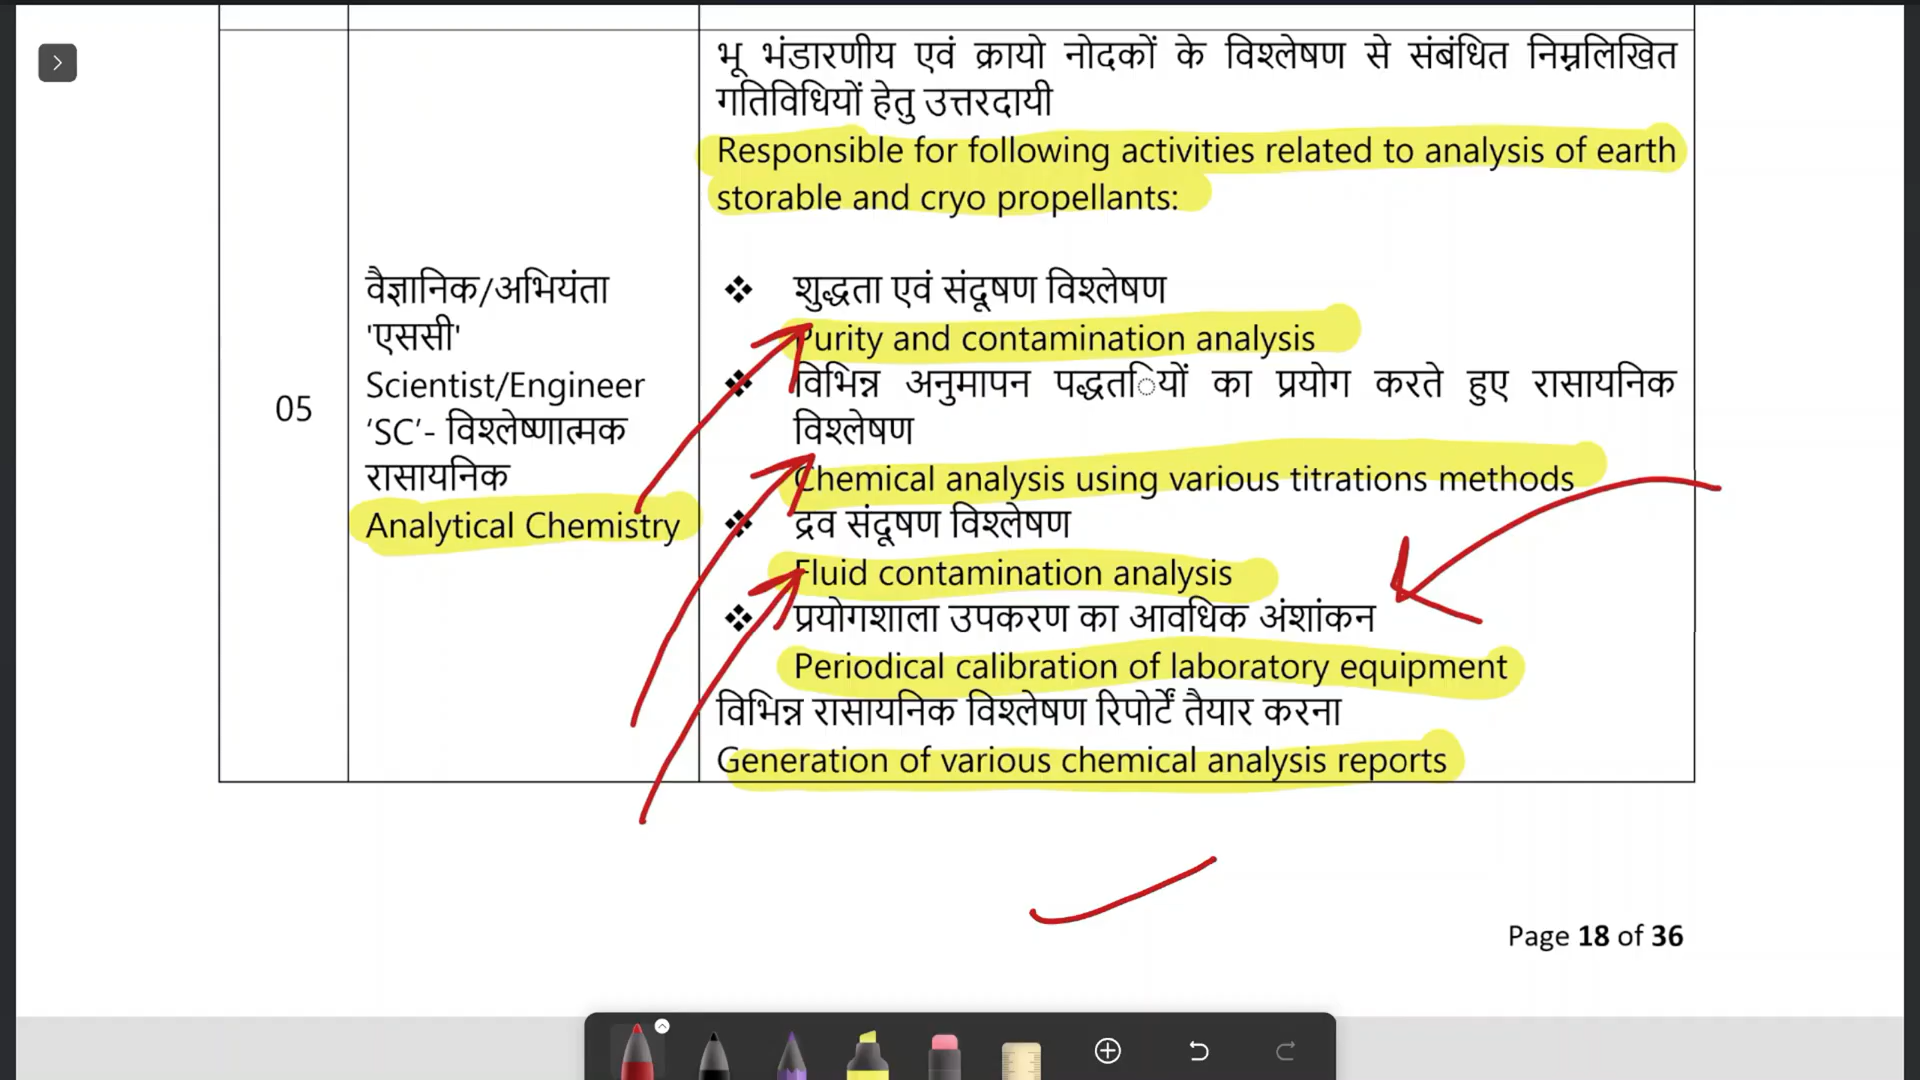 भू भंडारणीय एवं क्रायो नोदकों के विश्लेषण से संबंधित निम्नलिखित
गतिविधियों हेतु उत्तरदायी
Responsible for following activities related to analysis of earth
storable and cryo propellants:
05
वैज्ञानिक/अभियंता
'एससी'
Scientist/Engineer
‘SC’- विश्लेष्णात्मक
रासायनिक
Analytical Chemistry
❖ शुद्धता एवं संदूषण विश्लेषण
Purity and contamination analysis
❖ विभिन्न अनुमापन पद्धत◌ियों का प्रयोग करते हुए रासायनिक
विश्लेषण
Chemical analysis using various titrations methods
❖ द्रव संदूषण विश्लेषण
Fluid contamination analysis
❖ प्रयोगशाला उपकरण का आवधिक अंशांकन
Periodical calibration of laboratory equipment
विभिन्न रासायनिक विश्लेषण रिपोर्टें तैयार करना
Generation of various chemical analysis reports
Page 18 of 36